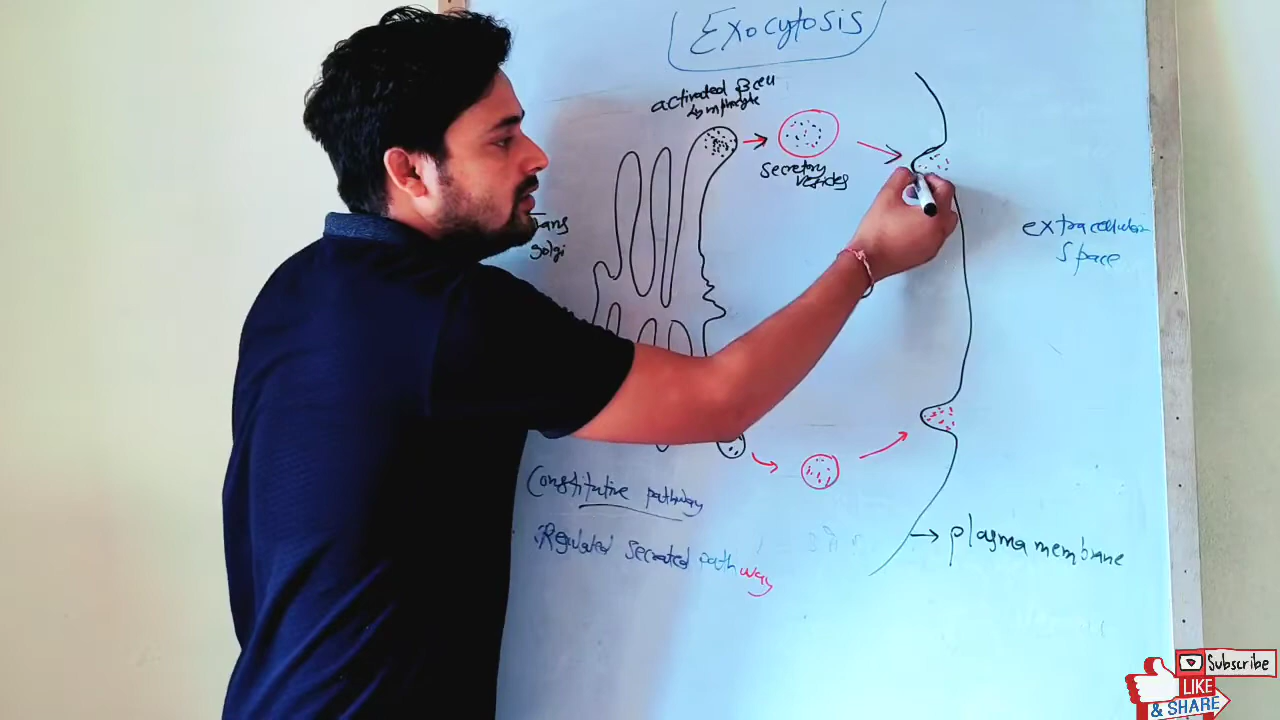 Exocytosis
activated B cell
Lymphocyte
secretory
vesicles
Trans
golgi
extracellular
space
Constitutive pathway
Regulated secreted pathway
plasma membrane
Subscribe
LIKE
& SHARE